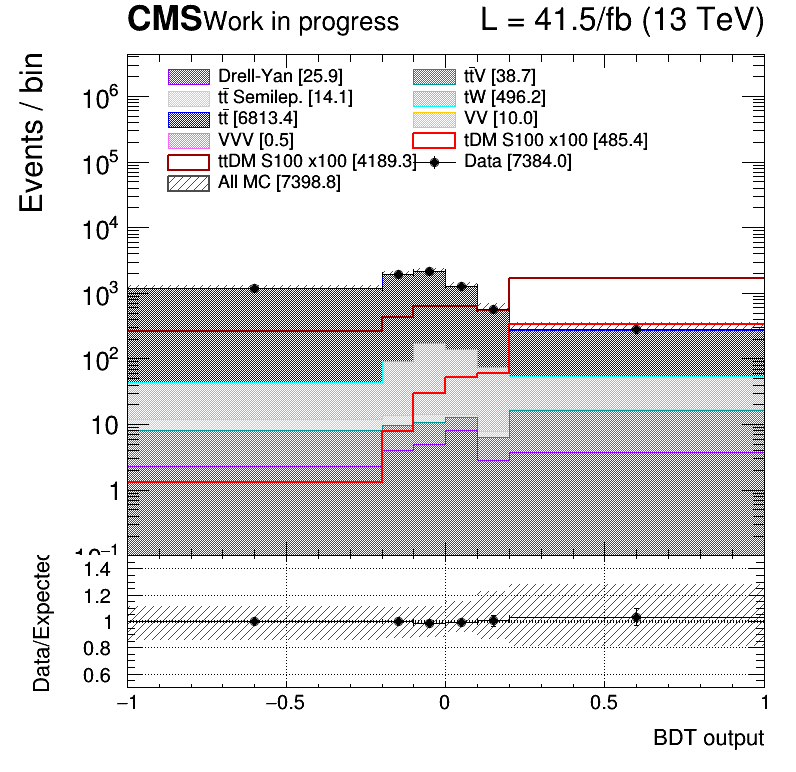 CMS Work in progress L = 41.5/fb (13 TeV)
Events / bin
Drell-Yan [25.9] tt̄V [38.7]
tt̄ Semilep. [14.1] tW [496.2]
tt̄ [6813.4] VV [10.0]
VVV [0.5] tDM S100 x100 [485.4]
ttDM S100 x100 [4189.3] Data [7384.0]
All MC [7398.8]
10⁶
10⁵
10⁴
10³
10²
10
1
10⁻¹
Data/Expected
1.4
1.2
1
0.8
0.6
−1 −0.5 0 0.5 1
BDT output